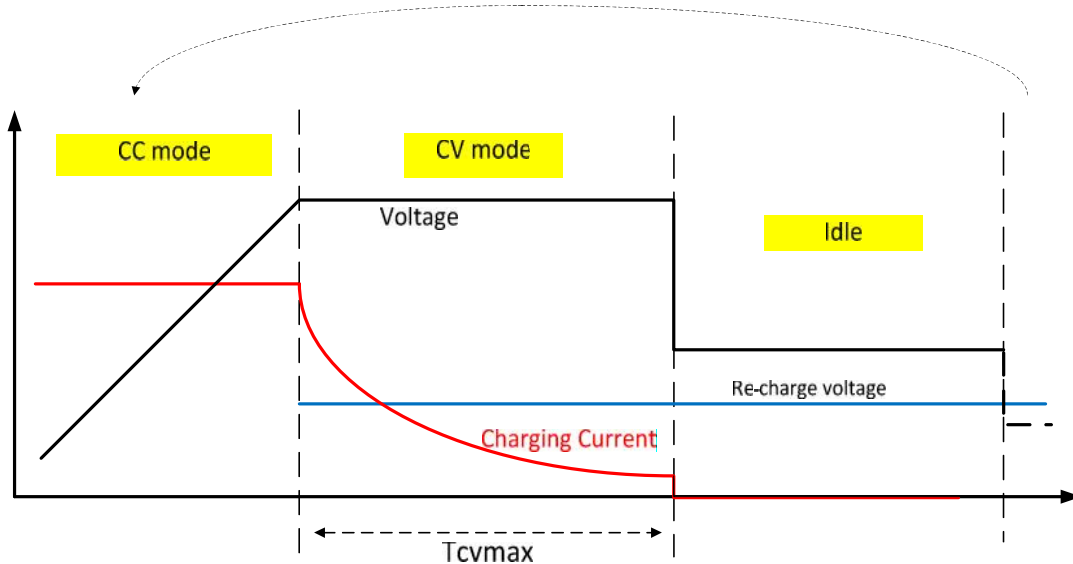 CC mode
CV mode
Voltage
Idle
Re-charge voltage
Charging Current
Tcvmax